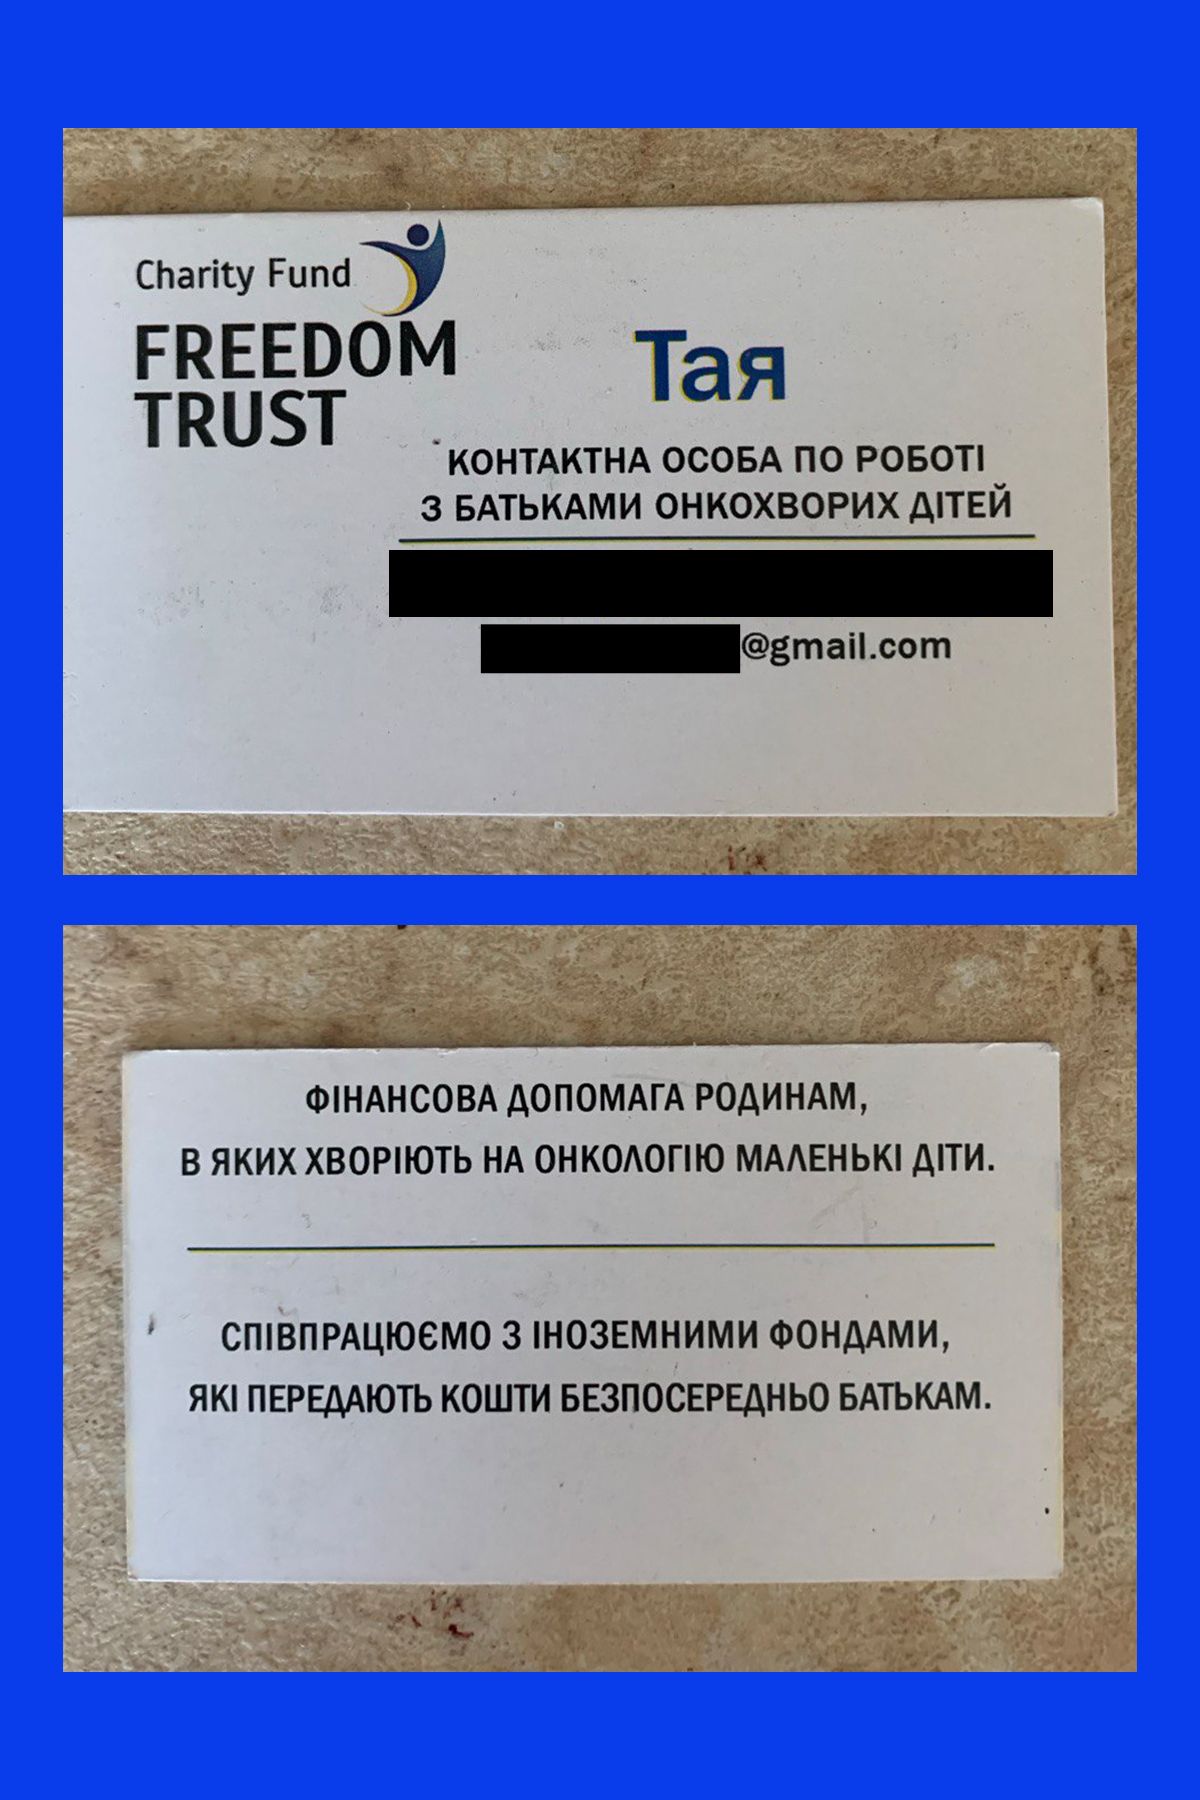 Charity Fund
FREEDOM
TRUST
Тая
КОНТАКТНА ОСОБА ПО РОБОТІ
З БАТЬКАМИ ОНКОХВОРИХ ДІТЕЙ
@gmail.com
ФІНАНСОВА ДОПОМАГА РОДИНАМ,
В ЯКИХ ХВОРІЮТЬ НА ОНКОЛОГІЮ МАЛЕНЬКІ ДІТИ.
СПІВПРАЦЮЄМО З ІНОЗЕМНИМИ ФОНДАМИ,
ЯКІ ПЕРЕДАЮТЬ КОШТИ БЕЗПОСЕРЕДНЬО БАТЬКАМ.